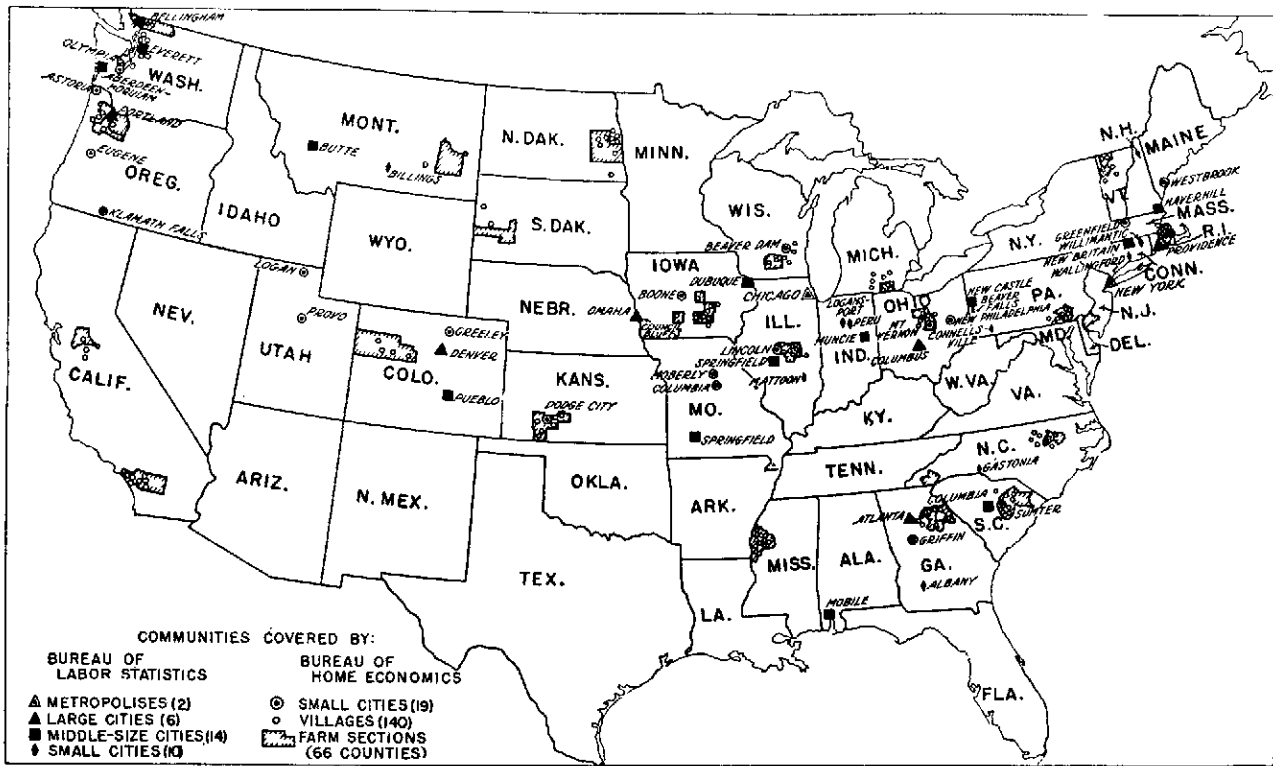 BELLINGHAM
EVERETT
OLYMPIA
WASH.
ABERDEEN-
HOQUIAM
ASTORIA
PORTLAND
EUGENE
OREG.
KLAMATH FALLS
IDAHO
MONT.
BUTTE
BILLINGS
N. DAK.
MINN.
S. DAK.
WYO.
WIS.
BEAVER DAM
MICH.
N.H.
MAINE
VT.
WESTBROOK
HAVERHILL
MASS.
GREENFIELD
WILLIMANTIC
R.I.
N.Y.
NEW BRITAIN
PROVIDENCE
WALLINGFORD
CONN.
NEW YORK
LOGAN
PROVO
NEV.
UTAH
CALIF.
NEBR.
OMAHA
IOWA
DUBUQUE
BOONE
COUNCIL
BLUFFS
CHICAGO
ILL.
LOGANS-
PORT
PERU
MUNCIE
IND.
OHIO
MT.
VERNON
NEW CASTLE
BEAVER
FALLS
NEW PHILADELPHIA
CONNELLS-
VILLE
COLUMBUS
PA.
N.J.
MD.
DEL.
GREELEY
DENVER
COLO.
PUEBLO
KANS.
DODGE CITY
LINCOLN
SPRINGFIELD
MOBERLY
COLUMBIA
MATTOON
MO.
SPRINGFIELD
W.VA.
VA.
KY.
TENN.
N.C.
GASTONIA
ARIZ.
N. MEX.
OKLA.
ARK.
TEX.
LA.
MISS.
ALA.
MOBILE
COLUMBIA
S.C.
SUMTER
ATLANTA
GRIFFIN
GA.
ALBANY
FLA.
COMMUNITIES COVERED BY:
BUREAU OF
LABOR STATISTICS
METROPOLISES (2)
LARGE CITIES (6)
MIDDLE-SIZE CITIES (14)
SMALL CITIES (10)
BUREAU OF
HOME ECONOMICS
SMALL CITIES (19)
VILLAGES (140)
FARM SECTIONS
(66 COUNTIES)